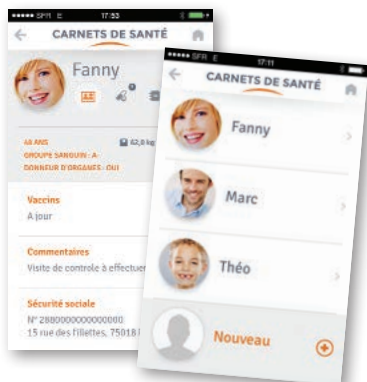 SFR E 17:53
CARNETS DE SANTÉ
Fanny
48 ANS 62,0 kg
GROUPE SANGUIN : A-
DONNEUR D'ORGANES : OUI
Vaccins
A jour
Commentaires
Visite de controle à effectuer
Sécurité sociale
N° 2880000000000000
15 rue des fillettes, 75018
SFR E 17:11
CARNETS DE SANTÉ
Fanny
Marc
Théo
Nouveau